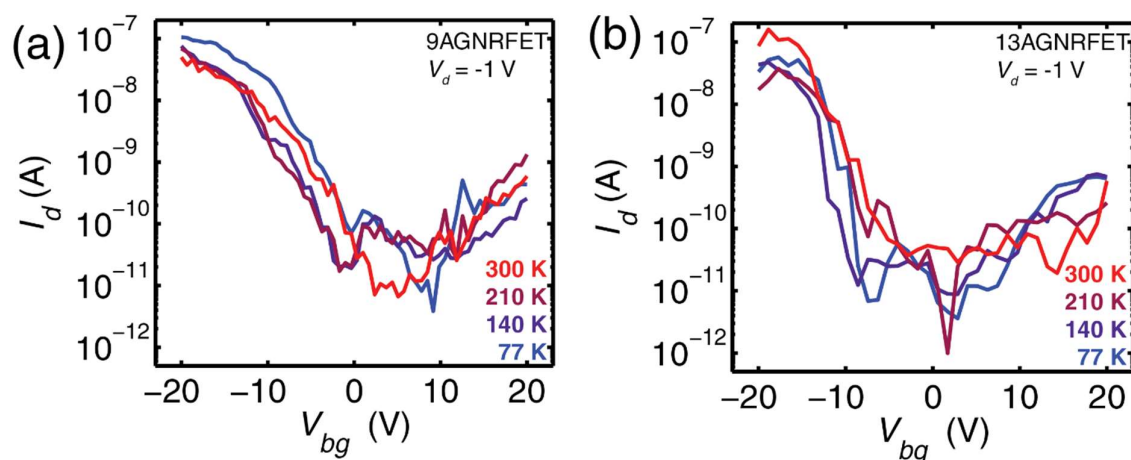 (a)
9AGNRFET
V_d = -1 V
10^-7
10^-8
10^-9
10^-10
10^-11
10^-12
I_d (A)
300 K
210 K
140 K
77 K
−20 −10 0 10 20
V_bg (V)
(b)
13AGNRFET
V_d = -1 V
10^-7
10^-8
10^-9
10^-10
10^-11
10^-12
I_d (A)
300 K
210 K
140 K
77 K
−20 −10 0 10 20
V_bg (V)